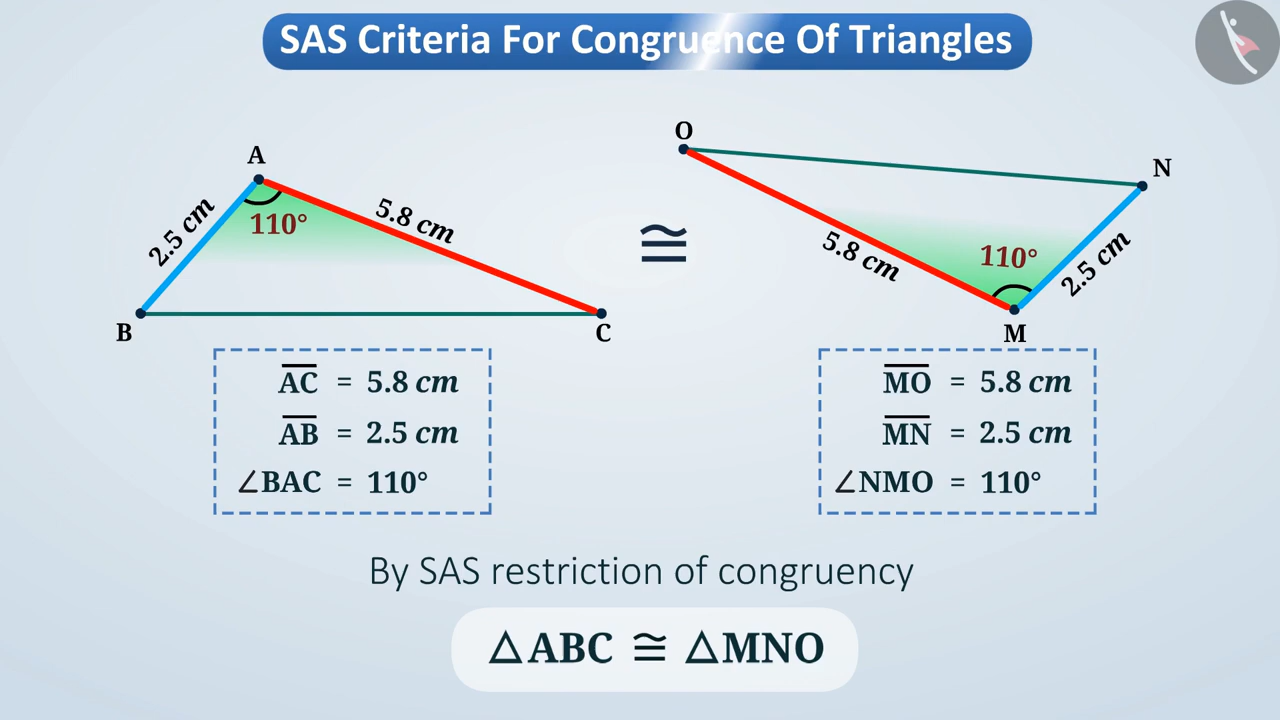 SAS Criteria For Congruence Of Triangles
A
2.5 cm
110°
5.8 cm
B
C
≅
O
N
5.8 cm
110°
2.5 cm
M
AC = 5.8 cm
AB = 2.5 cm
∠BAC = 110°
MO = 5.8 cm
MN = 2.5 cm
∠NMO = 110°
By SAS restriction of congruency
△ABC ≅ △MNO